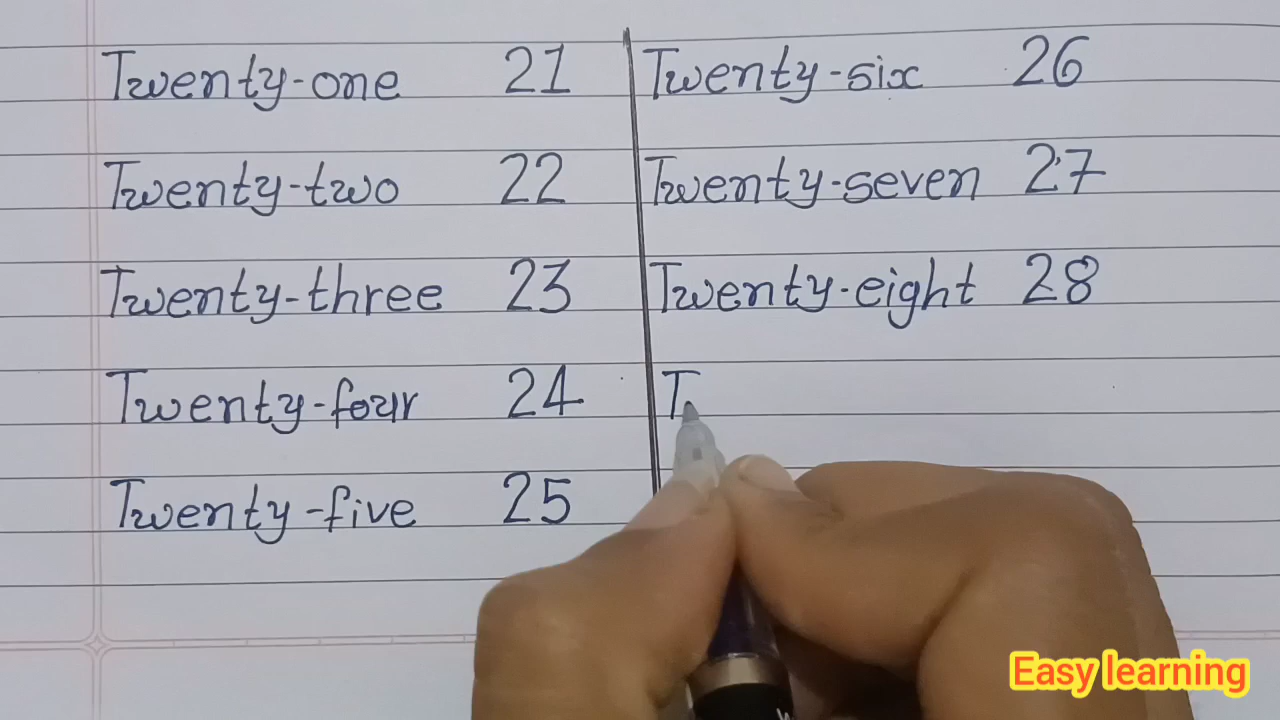 Twenty-one 21
Twenty-two 22
Twenty-three 23
Twenty-four 24
Twenty-five 25
Twenty-six 26
Twenty-seven 27
Twenty-eight 28
T
Easy learning